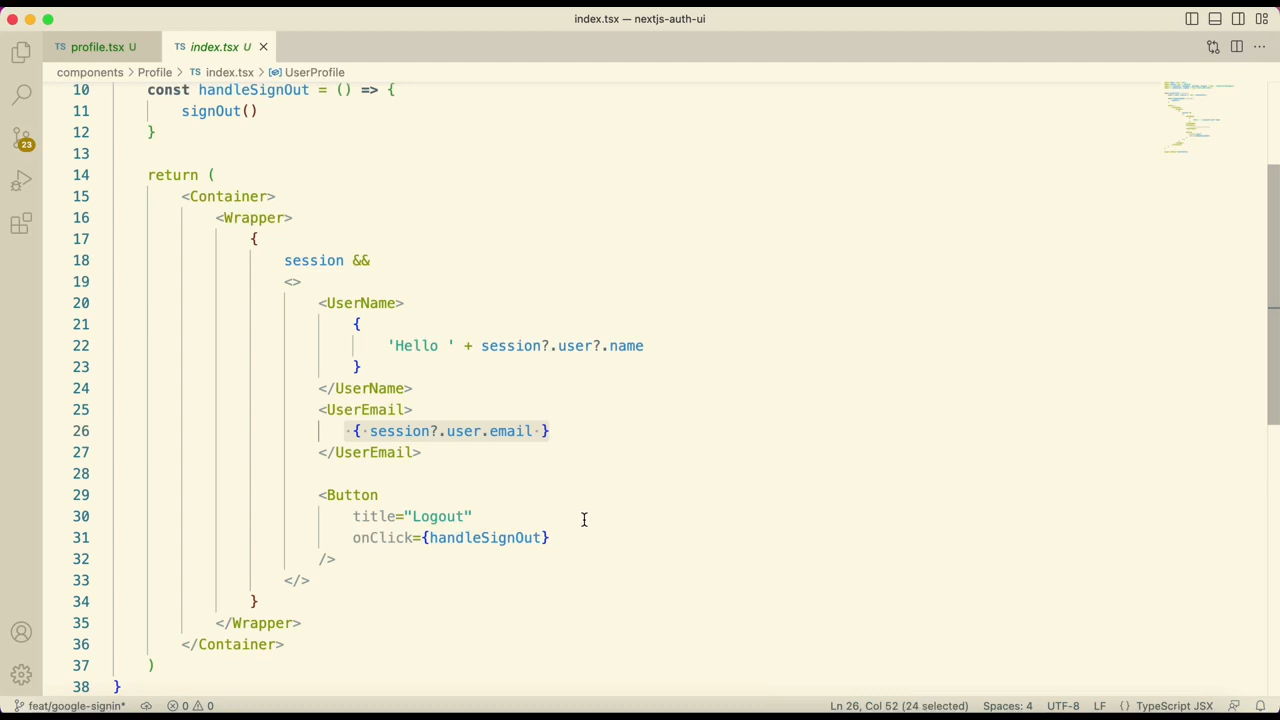 index.tsx — nextjs-auth-ui
TS profile.tsx U
TS index.tsx U
components > Profile > TS index.tsx > UserProfile
10 const handleSignOut = () => {
11 signOut()
12 }
13
14 return (
15 <Container>
16 <Wrapper>
17 {
18 session &&
19 <>
20 <UserName>
21 {
22 'Hello ' + session?.user?.name
23 }
24 </UserName>
25 <UserEmail>
26 ·{·session?.user.email·}
27 </UserEmail>
28
29 <Button
30 title="Logout"
31 onClick={handleSignOut}
32 />
33 </>
34 }
35 </Wrapper>
36 </Container>
37 )
38 }
23
feat/google-signin* 0 0 Ln 26, Col 52 (24 selected) Spaces: 4 UTF-8 LF {} TypeScript JSX